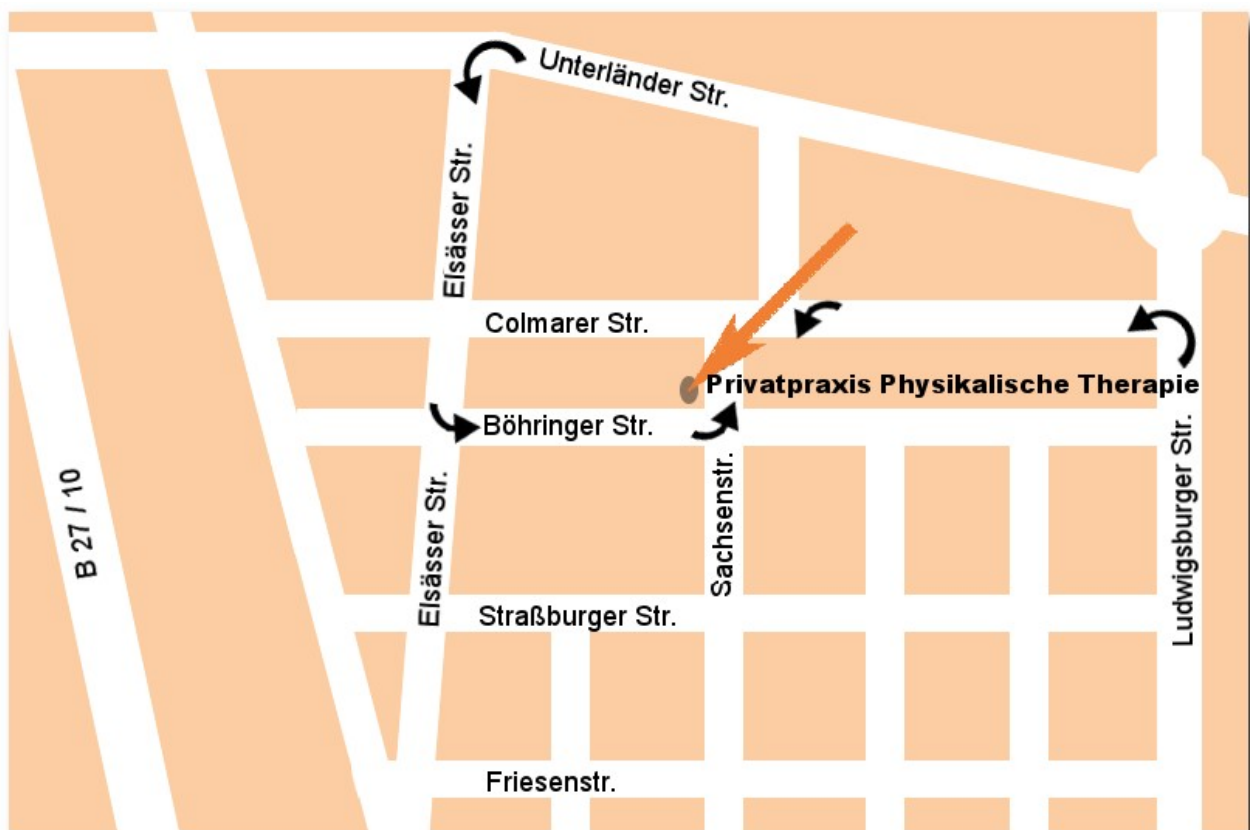 Unterländer Str.
Elsässer Str.
Colmarer Str.
Privatpraxis Physikalische Therapie
Böhringer Str.
B 27 / 10
Elsässer Str.
Sachsenstr.
Ludwigsburger Str.
Straßburger Str.
Friesenstr.